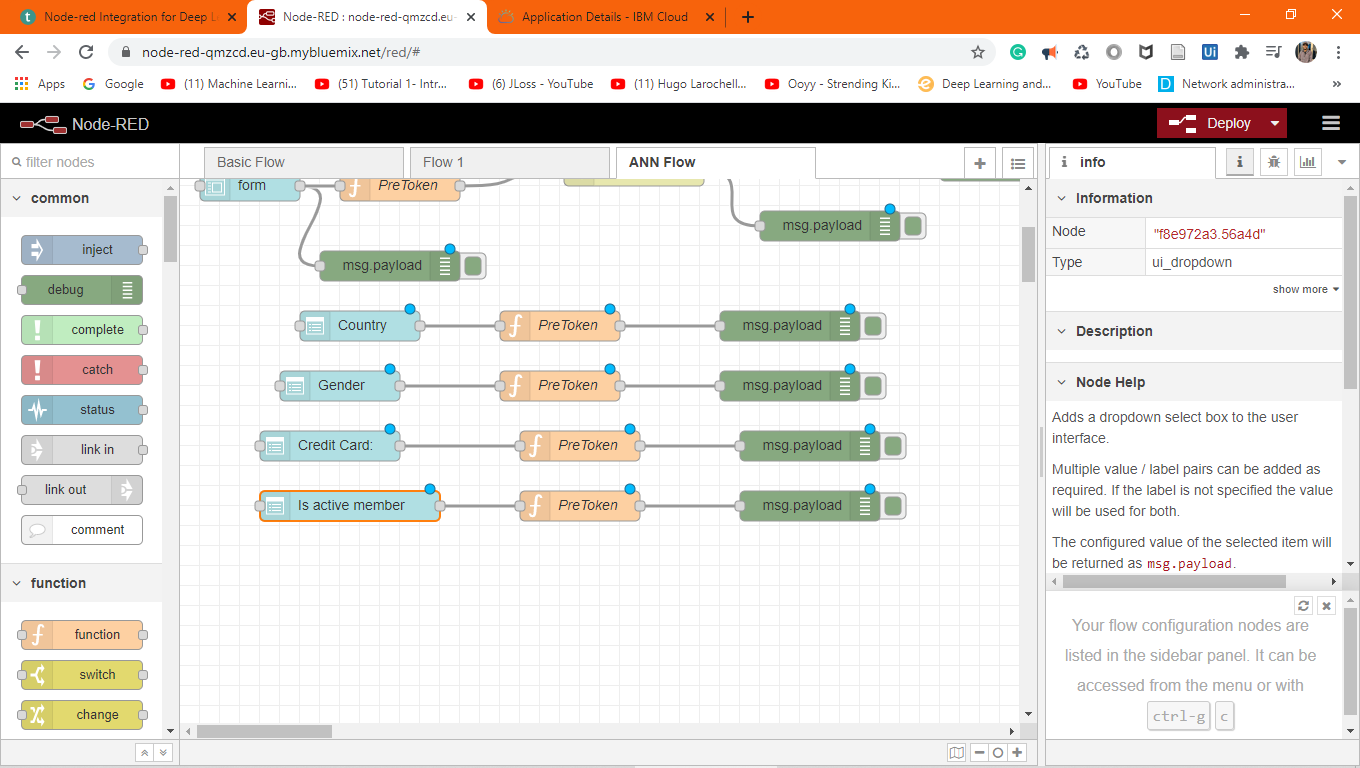 Node-red Integration for Deep L
Node-RED : node-red-qmzcd.eu-
Application Details - IBM Cloud
node-red-qmzcd.eu-gb.mybluemix.net/red/#
Apps
Google
(11) Machine Learni...
(51) Tutorial 1- Intr...
(6) JLoss - YouTube
(11) Hugo Larochell...
Ooyy - Strending Ki...
Deep Learning and...
YouTube
Network administra...
»
Node-RED
Deploy
filter nodes
Basic Flow
Flow 1
ANN Flow
info
common
inject
debug
complete
catch
status
link in
link out
comment
function
function
switch
change
form
PreToken
msg.payload
msg.payload
Country
PreToken
msg.payload
Gender
PreToken
msg.payload
Credit Card:
PreToken
msg.payload
Is active member
PreToken
msg.payload
Information
Node
"f8e972a3.56a4d"
Type
ui_dropdown
show more
Description
Node Help
Adds a dropdown select box to the user
interface.
Multiple value / label pairs can be added as
required. If the label is not specified the value
will be used for both.
The configured value of the selected item will
be returned as msg.payload.
Your flow configuration nodes are
listed in the sidebar panel. It can be
accessed from the menu or with
ctrl-g c